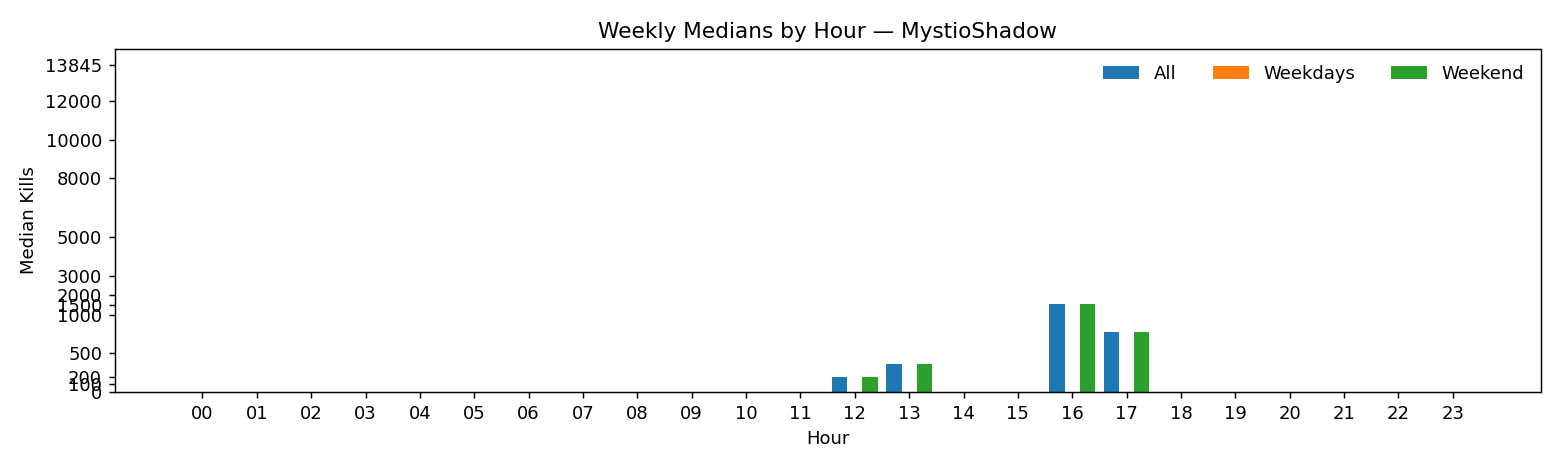 Weekly Medians by Hour — MystioShadow
All Weekdays Weekend
Median Kills
13845
12000
10000
8000
5000
3000
2000
1500
1000
500
200
100
0
00 01 02 03 04 05 06 07 08 09 10 11 12 13 14 15 16 17 18 19 20 21 22 23
Hour